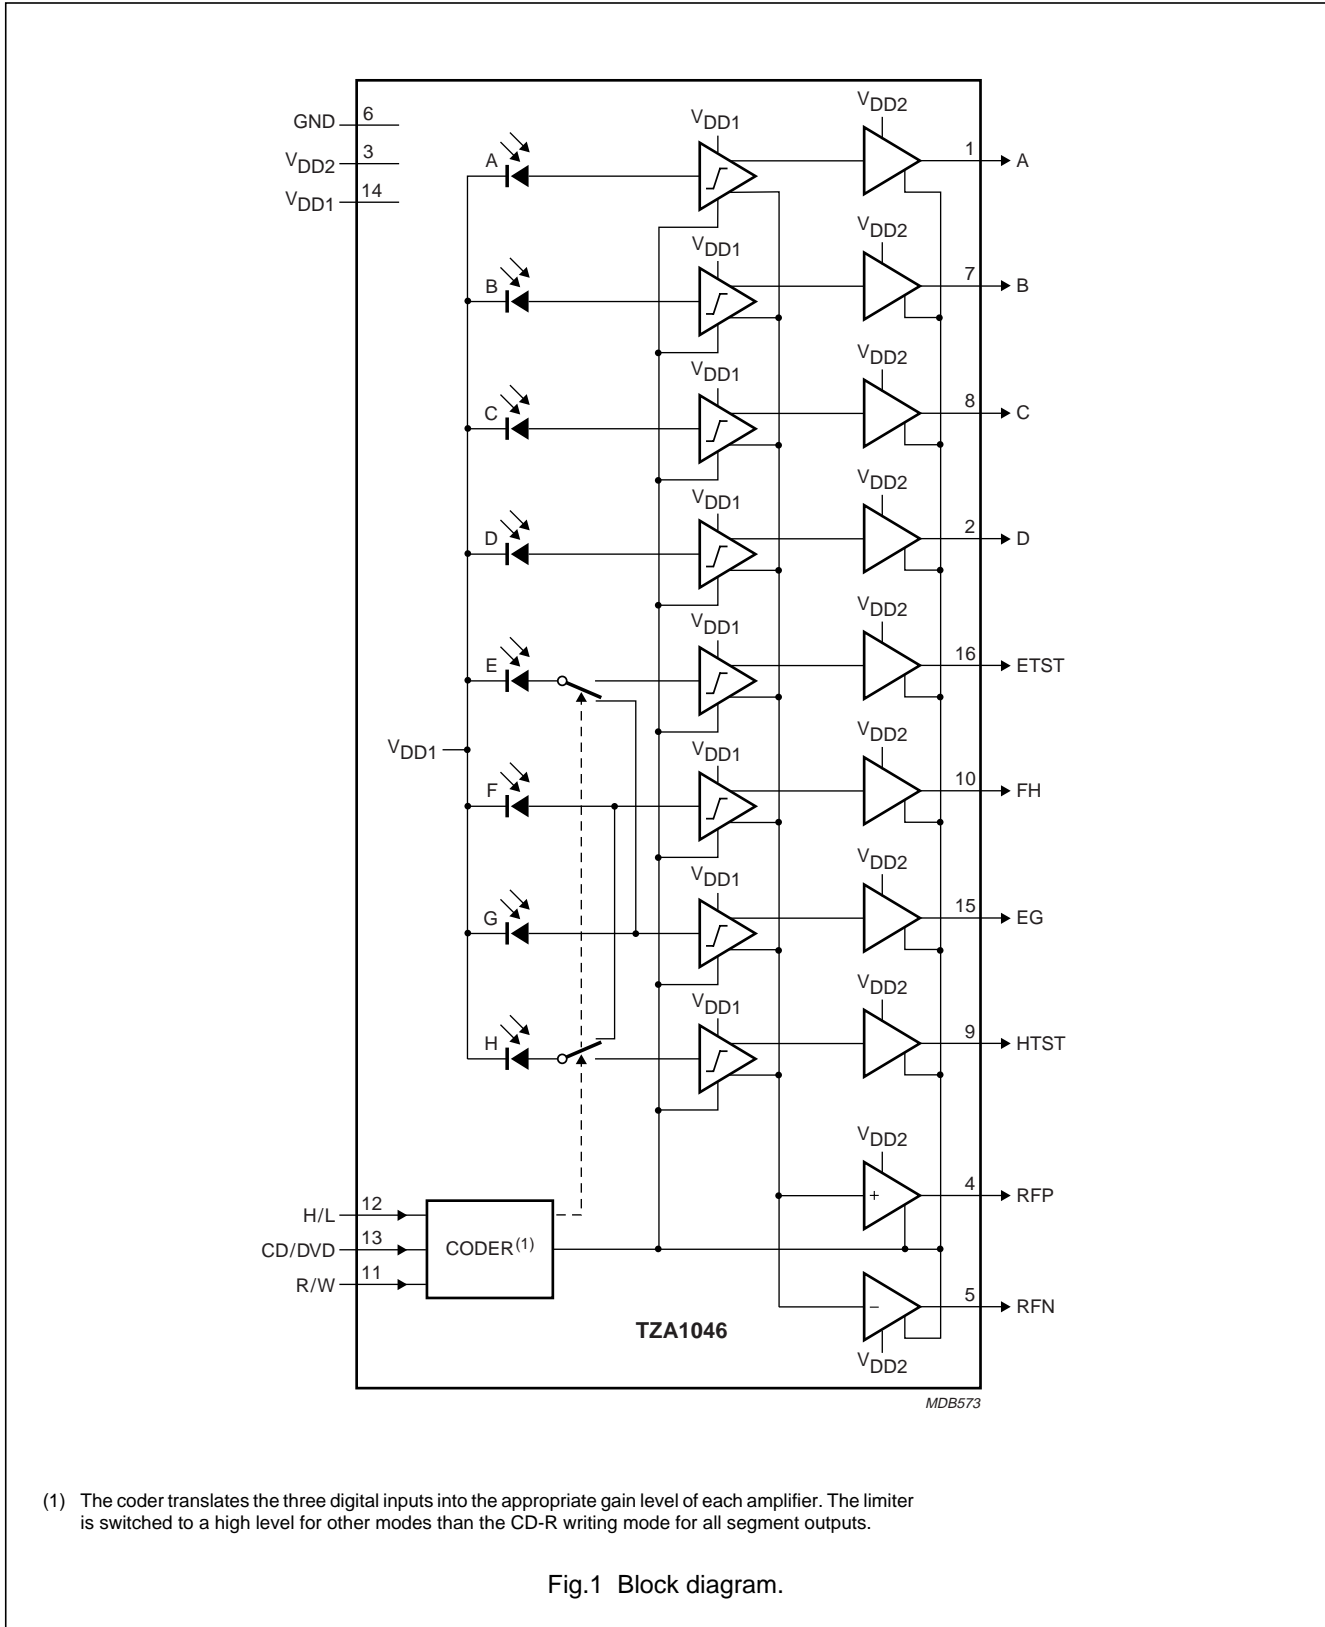 GND 6
VDD2 3
VDD1 14
A VDD1 VDD2 1 A
B VDD1 VDD2 7 B
C VDD1 VDD2 8 C
D VDD1 VDD2 2 D
E VDD1 VDD2 16 ETST
VDD1
F VDD1 VDD2 10 FH
G VDD1 VDD2 15 EG
H VDD1 VDD2 9 HTST
VDD2
+ 4 RFP
H/L 12
CD/DVD 13
R/W 11
CODER(1)
− 5 RFN
VDD2
TZA1046
MDB573
(1) The coder translates the three digital inputs into the appropriate gain level of each amplifier. The limiter
is switched to a high level for other modes than the CD-R writing mode for all segment outputs.
Fig.1 Block diagram.